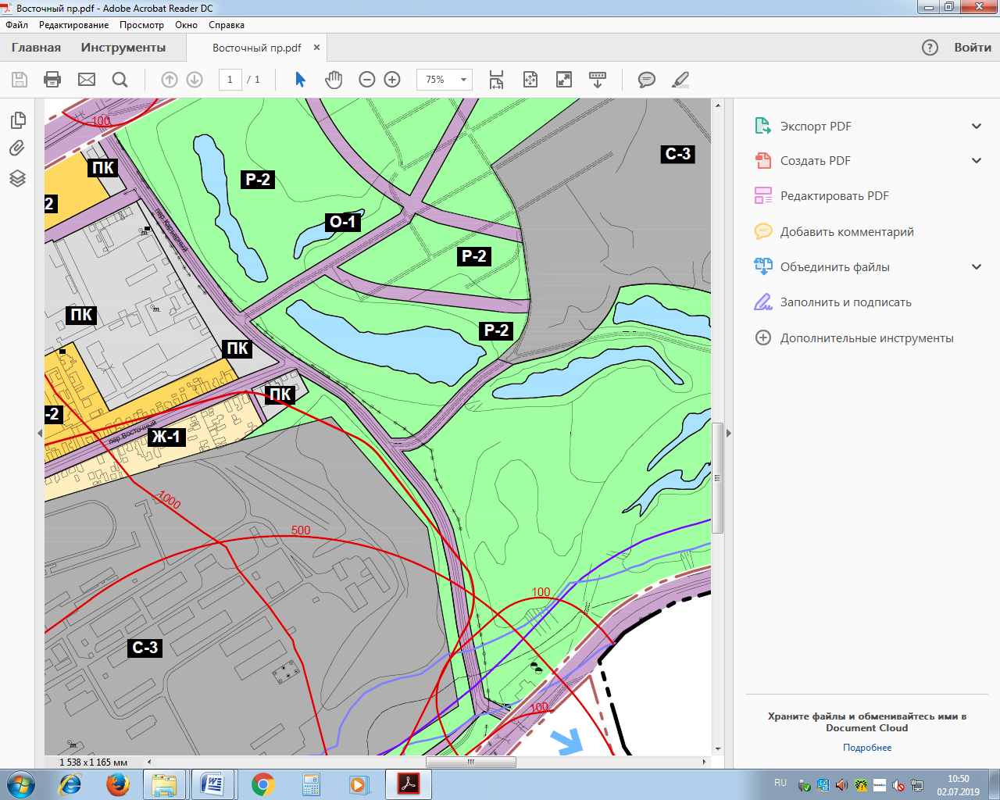 Восточный пр.pdf - Adobe Acrobat Reader DC
Файл Редактирование Просмотр Окно Справка
Главная Инструменты Восточный пр.pdf × ? Войти
1 / 1 75%
100
ПК
Р-2
С-3
2
О-1
пер.Карьерный
т.
Р-2
ПК
т.
Р-2
ПК
ПК
-2
пер.Восточный
Ж-1
1000
500
100
С-3
100
т.
1 538 x 1 165 мм
Экспорт PDF
Создать PDF
Редактировать PDF
Добавить комментарий
Объединить файлы
Заполнить и подписать
Дополнительные инструменты
Храните файлы и обменивайтесь ими в
Document Cloud
Подробнее
RU
10:50
02.07.2019